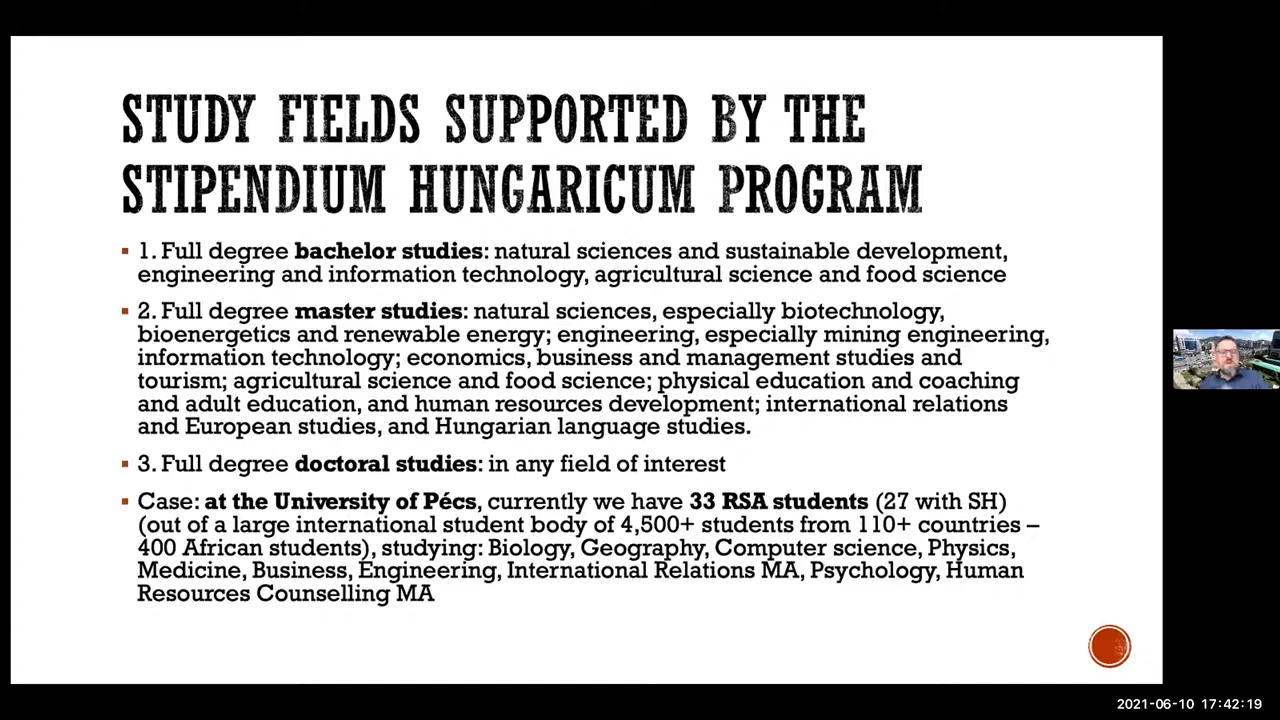 STUDY FIELDS SUPPORTED BY THE
STIPENDIUM HUNGARICUM PROGRAM
▪ 1. Full degree bachelor studies: natural sciences and sustainable development,
engineering and information technology, agricultural science and food science
▪ 2. Full degree master studies: natural sciences, especially biotechnology,
bioenergetics and renewable energy; engineering, especially mining engineering,
information technology; economics, business and management studies and
tourism; agricultural science and food science; physical education and coaching
and adult education, and human resources development; international relations
and European studies, and Hungarian language studies.
▪ 3. Full degree doctoral studies: in any field of interest
▪ Case: at the University of Pécs, currently we have 33 RSA students (27 with SH)
(out of a large international student body of 4,500+ students from 110+ countries –
400 African students), studying: Biology, Geography, Computer science, Physics,
Medicine, Business, Engineering, International Relations MA, Psychology, Human
Resources Counselling MA
2021-06-10 17:42:19